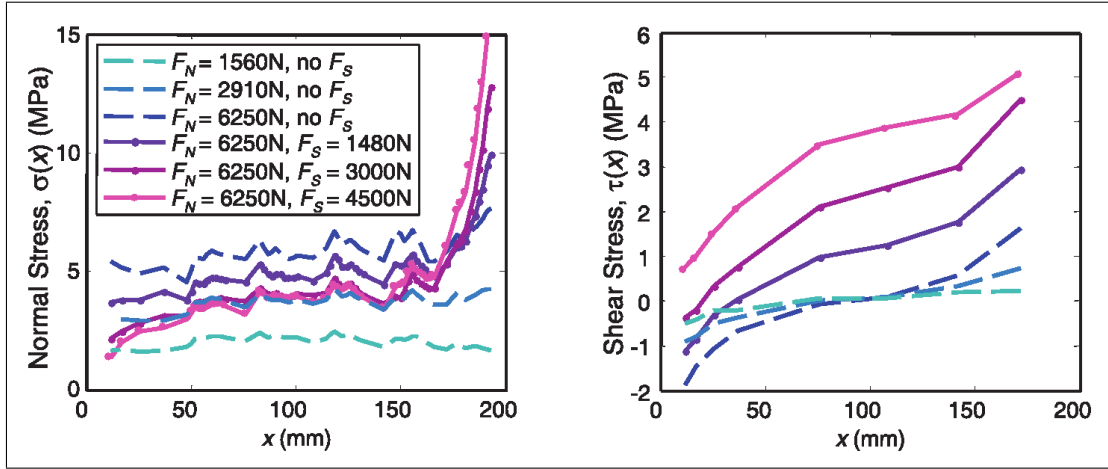 15
10
5
0
Normal Stress, σ(x) (MPa)
F_N = 1560N, no F_S
F_N = 2910N, no F_S
F_N = 6250N, no F_S
F_N = 6250N, F_S = 1480N
F_N = 6250N, F_S = 3000N
F_N = 6250N, F_S = 4500N
0 50 100 150 200
x (mm)
6
5
4
3
2
1
0
-1
-2
Shear Stress, τ(x) (MPa)
0 50 100 150 200
x (mm)